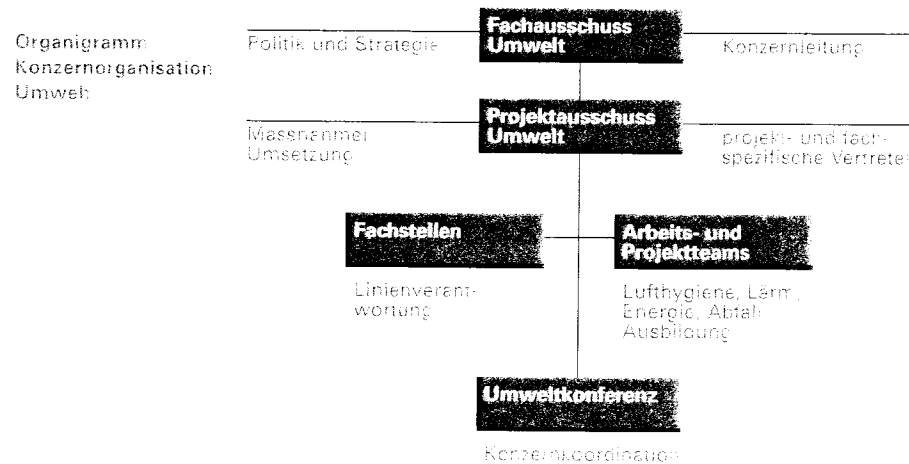 Organigramm
Konzernorganisation
Umwelt
Politik und Strategie
Fachausschuss
Umwelt
Konzernleitung
Massnahmen
Umsetzung
Projektausschuss
Umwelt
projekt- und fach-
spezifische Vertreter
Fachstellen
Linienverant-
wortung
Arbeits- und
Projektteams
Lufthygiene, Lärm,
Energie, Abfall
Ausbildung
Umweltkonferenz
Konzernkoordination